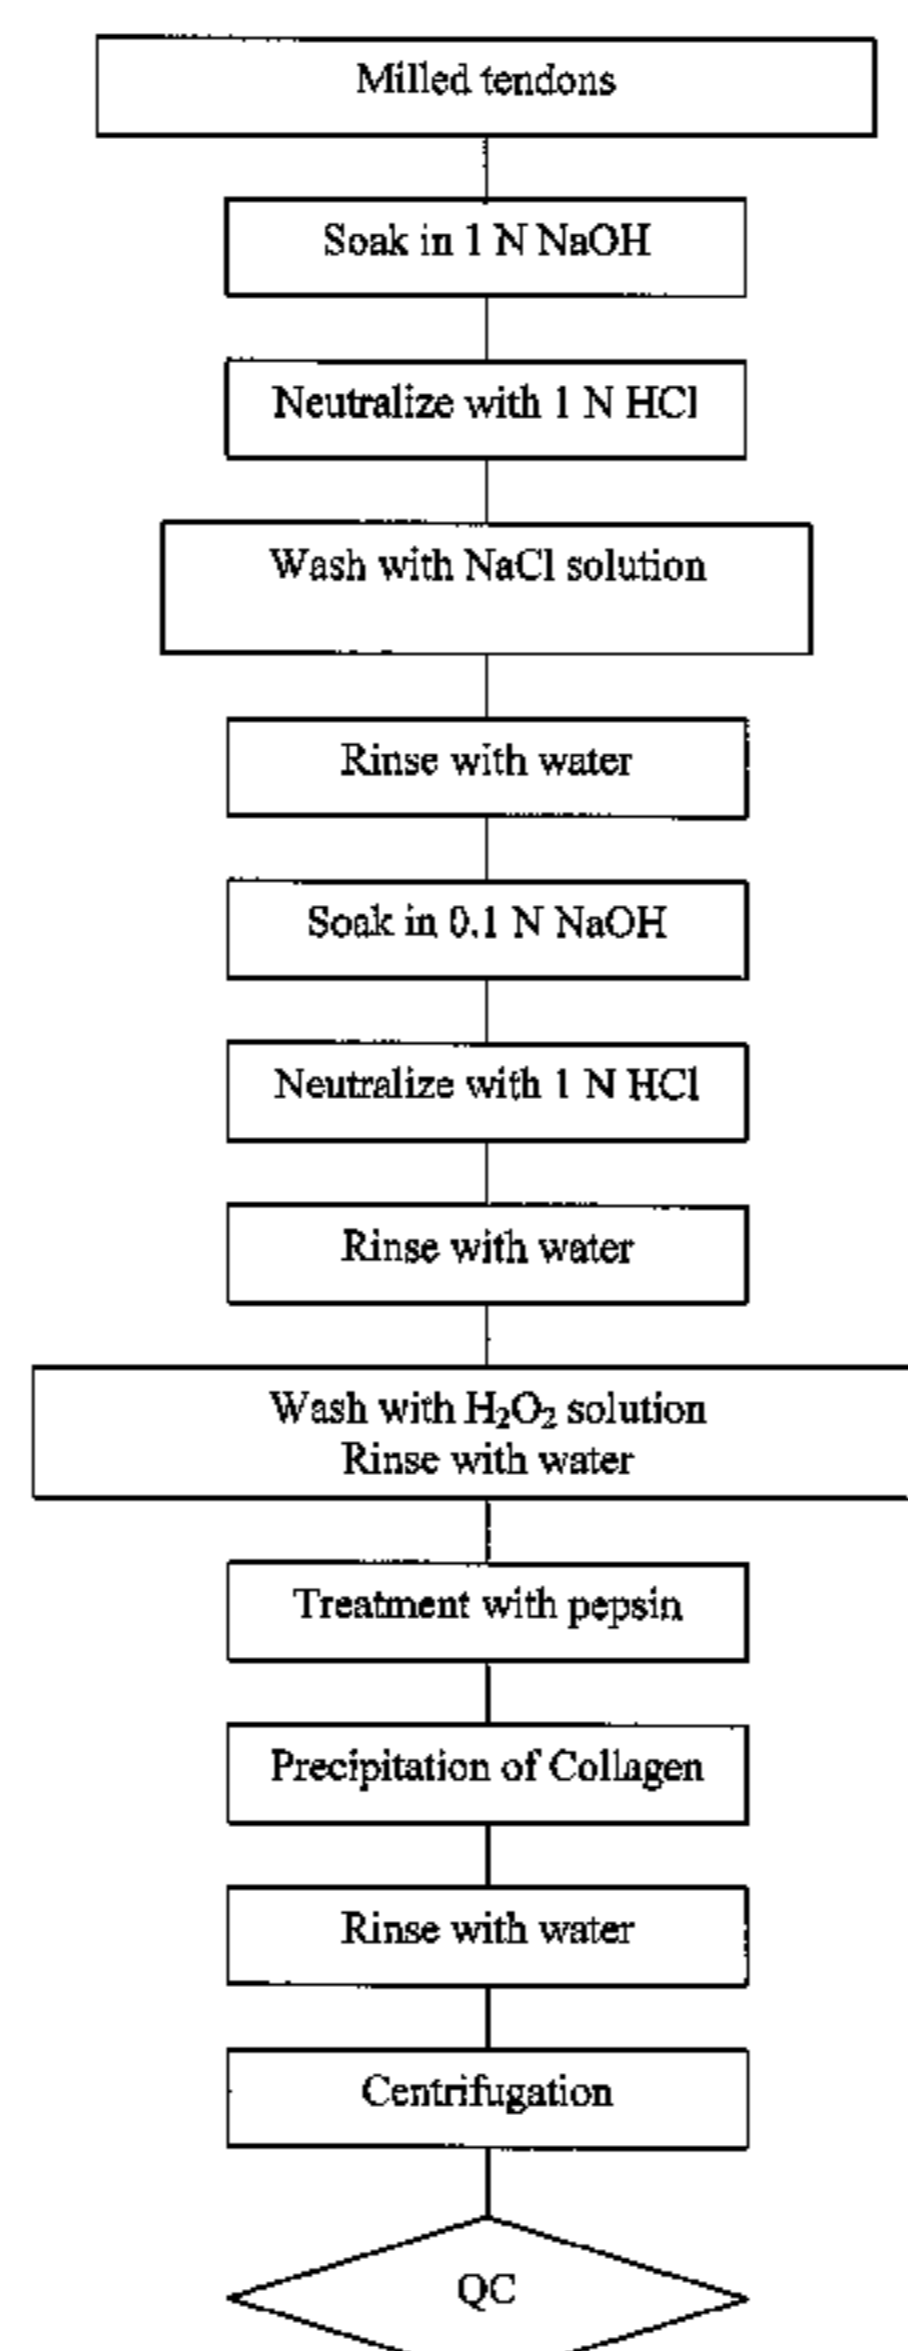 Milled tendons
Soak in 1 N NaOH
Neutralize with 1 N HCl
Wash with NaCl solution
Rinse with water
Soak in 0.1 N NaOH
Neutralize with 1 N HCl
Rinse with water
Wash with H₂O₂ solution
Rinse with water
Treatment with pepsin
Precipitation of Collagen
Rinse with water
Centrifugation
QC